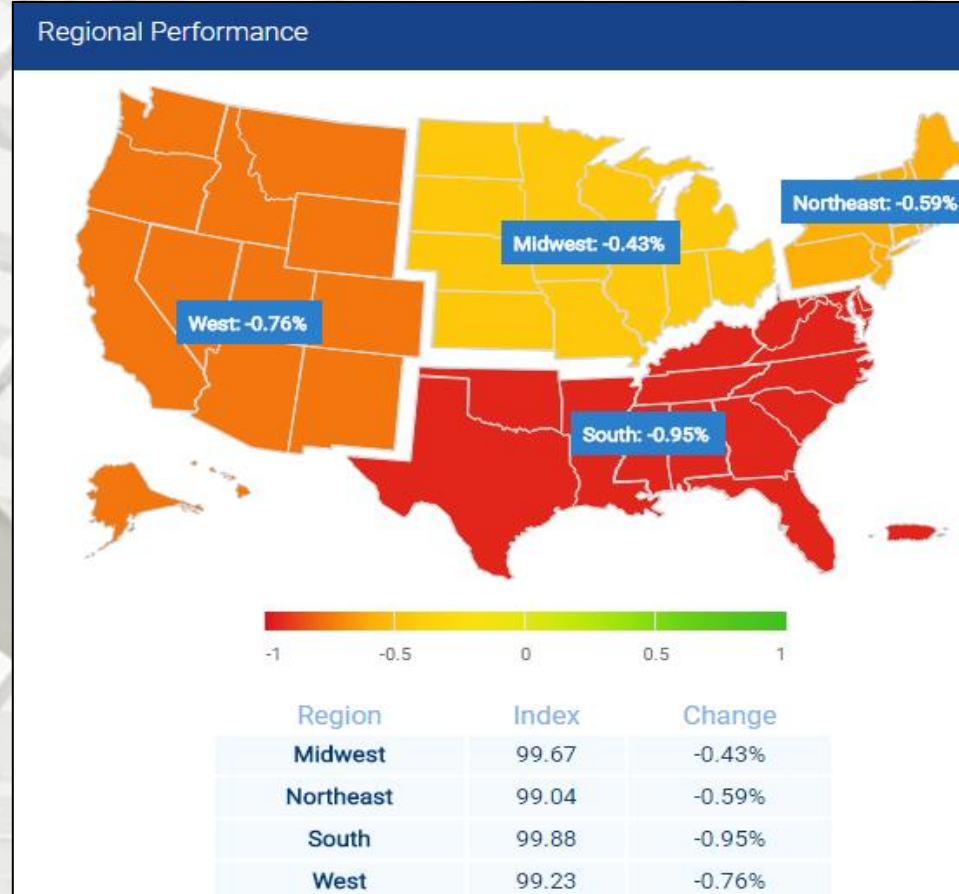 Regional Performance
Northeast: -0.59%
Midwest: -0.43%
West: -0.76%
South: -0.95%
-1 -0.5 0 0.5 1
Region Index Change
Midwest 99.67 -0.43%
Northeast 99.04 -0.59%
South 99.88 -0.95%
West 99.23 -0.76%